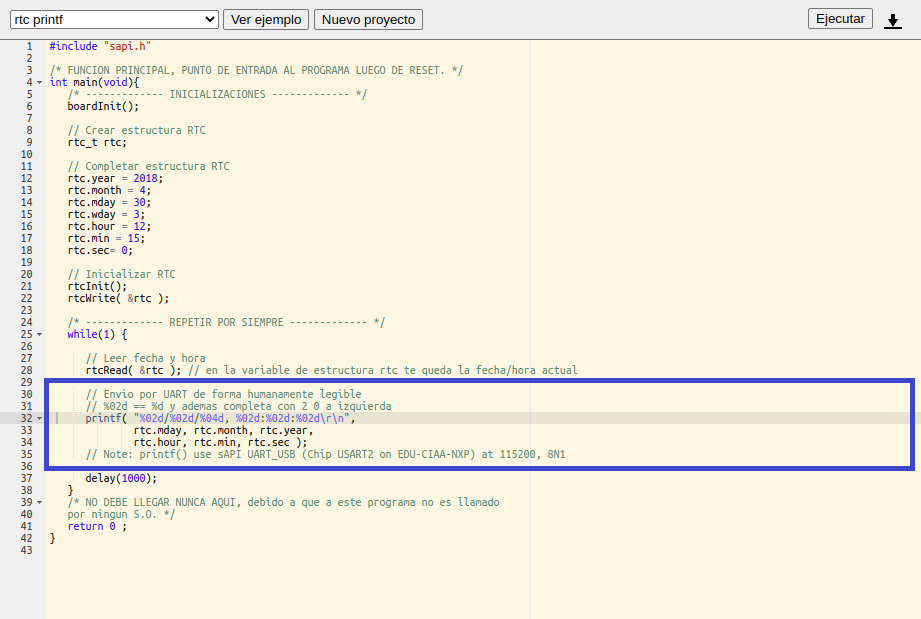 rtc printf Ver ejemplo Nuevo proyecto Ejecutar
1 #include "sapi.h"
2
3 /* FUNCION PRINCIPAL, PUNTO DE ENTRADA AL PROGRAMA LUEGO DE RESET. */
4 int main(void){
5 /* ------------- INICIALIZACIONES ------------- */
6 boardInit();
7
8 // Crear estructura RTC
9 rtc_t rtc;
10
11 // Completar estructura RTC
12 rtc.year = 2018;
13 rtc.month = 4;
14 rtc.mday = 30;
15 rtc.wday = 3;
16 rtc.hour = 12;
17 rtc.min = 15;
18 rtc.sec= 0;
19
20 // Inicializar RTC
21 rtcInit();
22 rtcWrite( &rtc );
23
24 /* ------------- REPETIR POR SIEMPRE ------------- */
25 while(1) {
26
27 // Leer fecha y hora
28 rtcRead( &rtc ); // en la variable de estructura rtc te queda la fecha/hora actual
29
30 // Envio por UART de forma humanamente legible
31 // %02d == %d y ademas completa con 2 0 a izquierda
32 printf( "%02d/%02d/%04d, %02d:%02d:%02d\r\n",
33 rtc.mday, rtc.month, rtc.year,
34 rtc.hour, rtc.min, rtc.sec );
35 // Note: printf() use sAPI UART_USB (Chip USART2 on EDU-CIAA-NXP) at 115200, 8N1
36
37 delay(1000);
38 }
39 /* NO DEBE LLEGAR NUNCA AQUI, debido a que a este programa no es llamado
40 por ningun S.O. */
41 return 0 ;
42 }
43